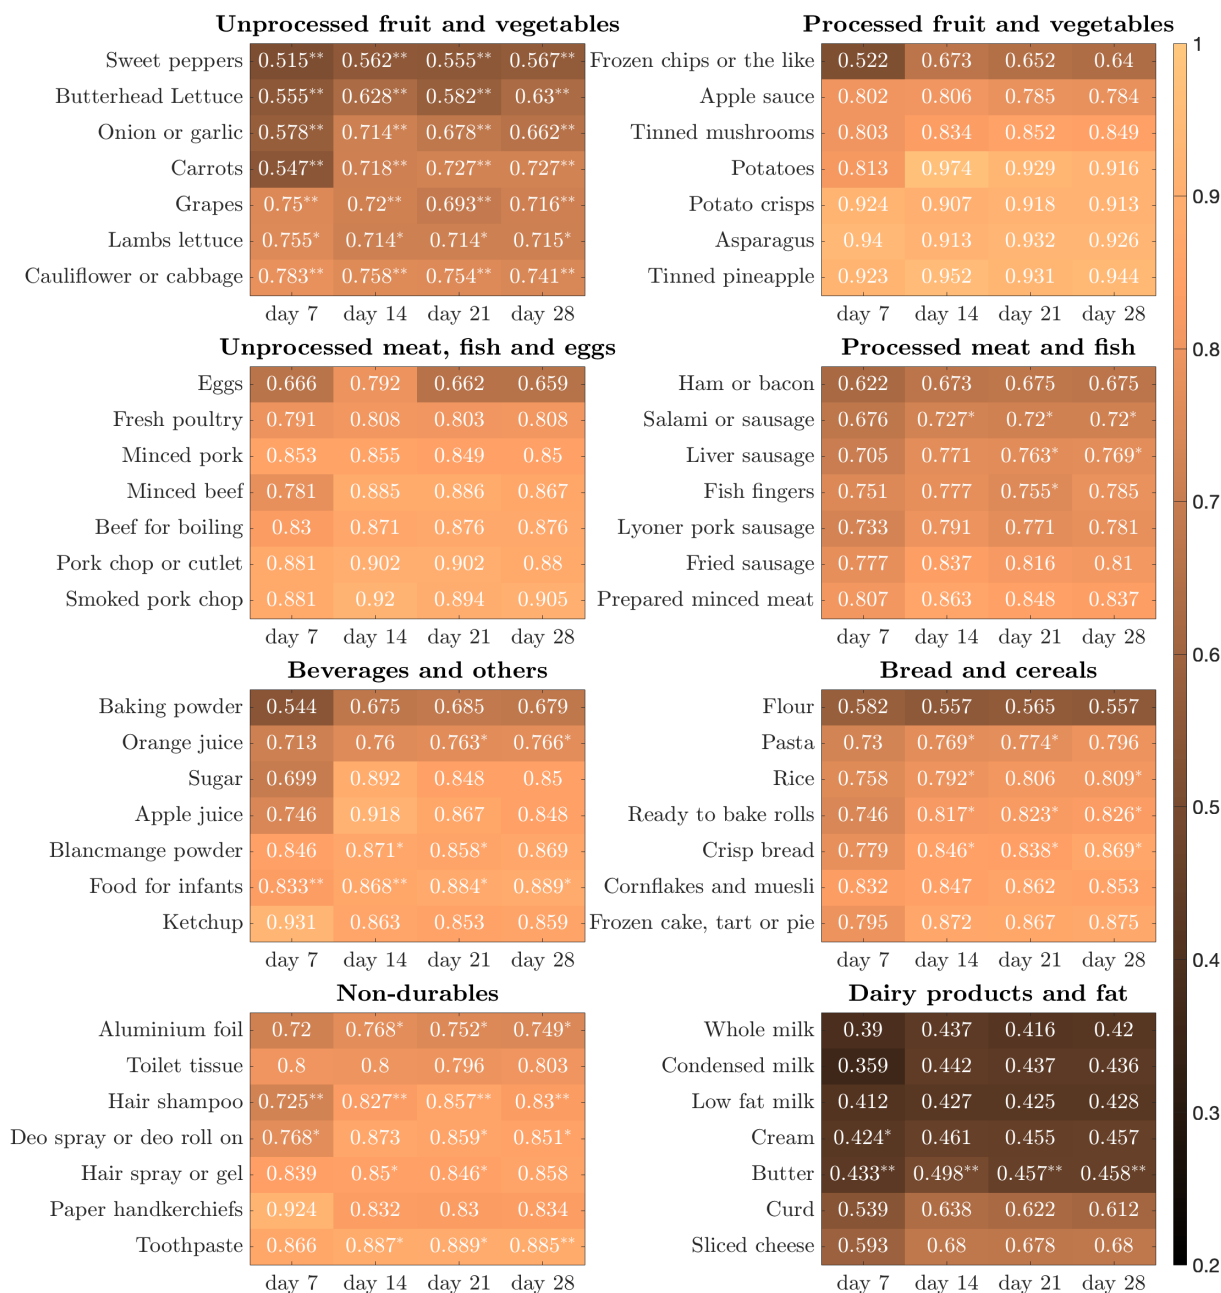 Unprocessed fruit and vegetables
Sweet peppers 0.515** 0.562** 0.555** 0.567**
Butterhead Lettuce 0.555** 0.628** 0.582** 0.63**
Onion or garlic 0.578** 0.714** 0.678** 0.662**
Carrots 0.547** 0.718** 0.727** 0.727**
Grapes 0.75** 0.72** 0.693** 0.716**
Lambs lettuce 0.755* 0.714* 0.714* 0.715*
Cauliflower or cabbage 0.783** 0.758** 0.754** 0.741**
day 7 day 14 day 21 day 28
Processed fruit and vegetables
Frozen chips or the like 0.522 0.673 0.652 0.64
Apple sauce 0.802 0.806 0.785 0.784
Tinned mushrooms 0.803 0.834 0.852 0.849
Potatoes 0.813 0.974 0.929 0.916
Potato crisps 0.924 0.907 0.918 0.913
Asparagus 0.94 0.913 0.932 0.926
Tinned pineapple 0.923 0.952 0.931 0.944
day 7 day 14 day 21 day 28
Unprocessed meat, fish and eggs
Eggs 0.666 0.792 0.662 0.659
Fresh poultry 0.791 0.808 0.803 0.808
Minced pork 0.853 0.855 0.849 0.85
Minced beef 0.781 0.885 0.886 0.867
Beef for boiling 0.83 0.871 0.876 0.876
Pork chop or cutlet 0.881 0.902 0.902 0.88
Smoked pork chop 0.881 0.92 0.894 0.905
day 7 day 14 day 21 day 28
Processed meat and fish
Ham or bacon 0.622 0.673 0.675 0.675
Salami or sausage 0.676 0.727* 0.72* 0.72*
Liver sausage 0.705 0.771 0.763* 0.769*
Fish fingers 0.751 0.777 0.755* 0.785
Lyoner pork sausage 0.733 0.791 0.771 0.781
Fried sausage 0.777 0.837 0.816 0.81
Prepared minced meat 0.807 0.863 0.848 0.837
day 7 day 14 day 21 day 28
Beverages and others
Baking powder 0.544 0.675 0.685 0.679
Orange juice 0.713 0.76 0.763* 0.766*
Sugar 0.699 0.892 0.848 0.85
Apple juice 0.746 0.918 0.867 0.848
Blancmange powder 0.846 0.871* 0.858* 0.869
Food for infants 0.833** 0.868** 0.884* 0.889*
Ketchup 0.931 0.863 0.853 0.859
day 7 day 14 day 21 day 28
Bread and cereals
Flour 0.582 0.557 0.565 0.557
Pasta 0.73 0.769* 0.774* 0.796
Rice 0.758 0.792* 0.806 0.809*
Ready to bake rolls 0.746 0.817* 0.823* 0.826*
Crisp bread 0.779 0.846* 0.838* 0.869*
Cornflakes and muesli 0.832 0.847 0.862 0.853
Frozen cake, tart or pie 0.795 0.872 0.867 0.875
day 7 day 14 day 21 day 28
Non-durables
Aluminium foil 0.72 0.768* 0.752* 0.749*
Toilet tissue 0.8 0.8 0.796 0.803
Hair shampoo 0.725** 0.827** 0.857** 0.83**
Deo spray or deo roll on 0.768* 0.873 0.859* 0.851*
Hair spray or gel 0.839 0.85* 0.846* 0.858
Paper handkerchiefs 0.924 0.832 0.83 0.834
Toothpaste 0.866 0.887* 0.889* 0.885**
day 7 day 14 day 21 day 28
Dairy products and fat
Whole milk 0.39 0.437 0.416 0.42
Condensed milk 0.359 0.442 0.437 0.436
Low fat milk 0.412 0.427 0.425 0.428
Cream 0.424* 0.461 0.455 0.457
Butter 0.433** 0.498** 0.457** 0.458**
Curd 0.539 0.638 0.622 0.612
Sliced cheese 0.593 0.68 0.678 0.68
day 7 day 14 day 21 day 28
1
0.9
0.8
0.7
0.6
0.5
0.4
0.3
0.2